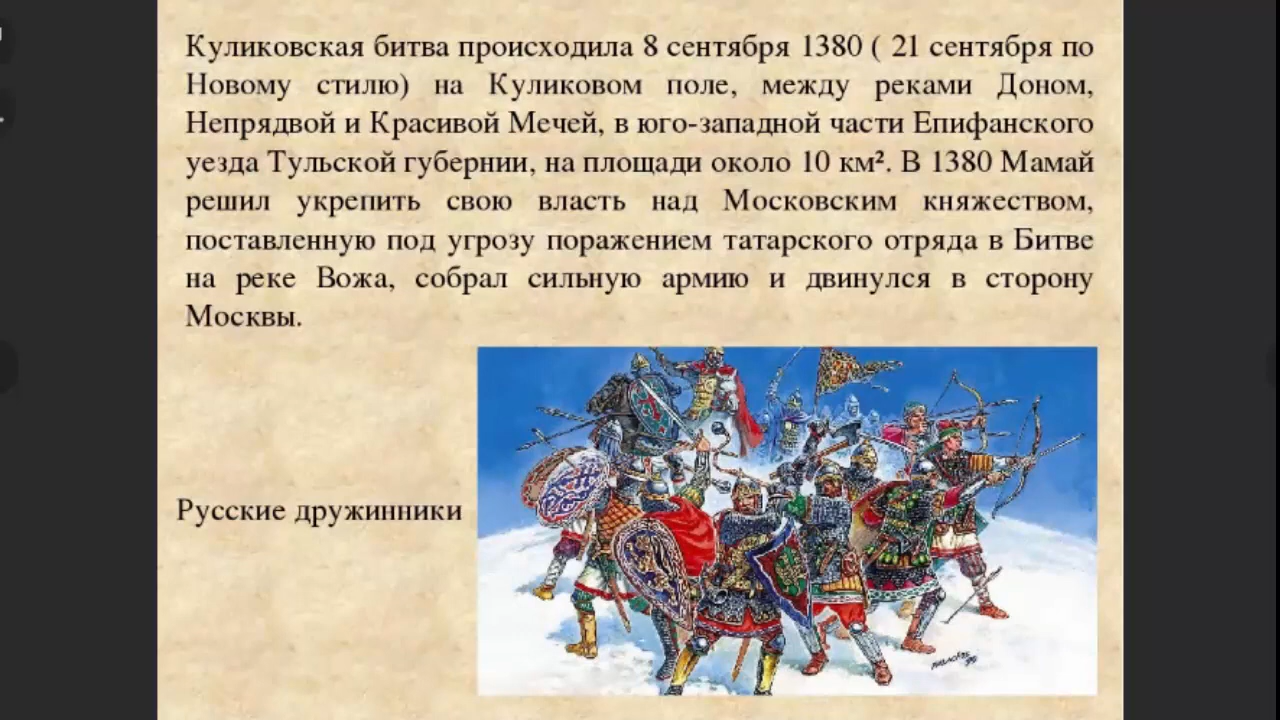 Куликовская битва происходила 8 сентября 1380 ( 21 сентября по
Новому стилю) на Куликовом поле, между реками Доном,
Непрядвой и Красивой Мечей, в юго-западной части Епифанского
уезда Тульской губернии, на площади около 10 км². В 1380 Мамай
решил укрепить свою власть над Московским княжеством,
поставленную под угрозу поражением татарского отряда в Битве
на реке Вожа, собрал сильную армию и двинулся в сторону
Москвы.
Русские дружинники